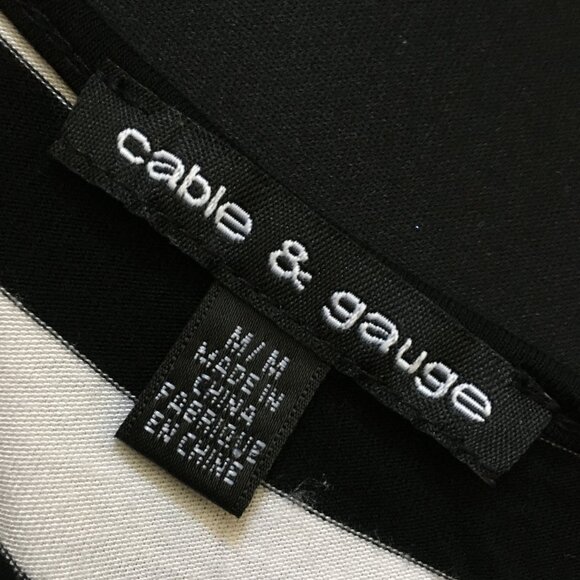 cable & gauge
M/M
MADE IN
CHINA
FABRIQUE
EN CHINE